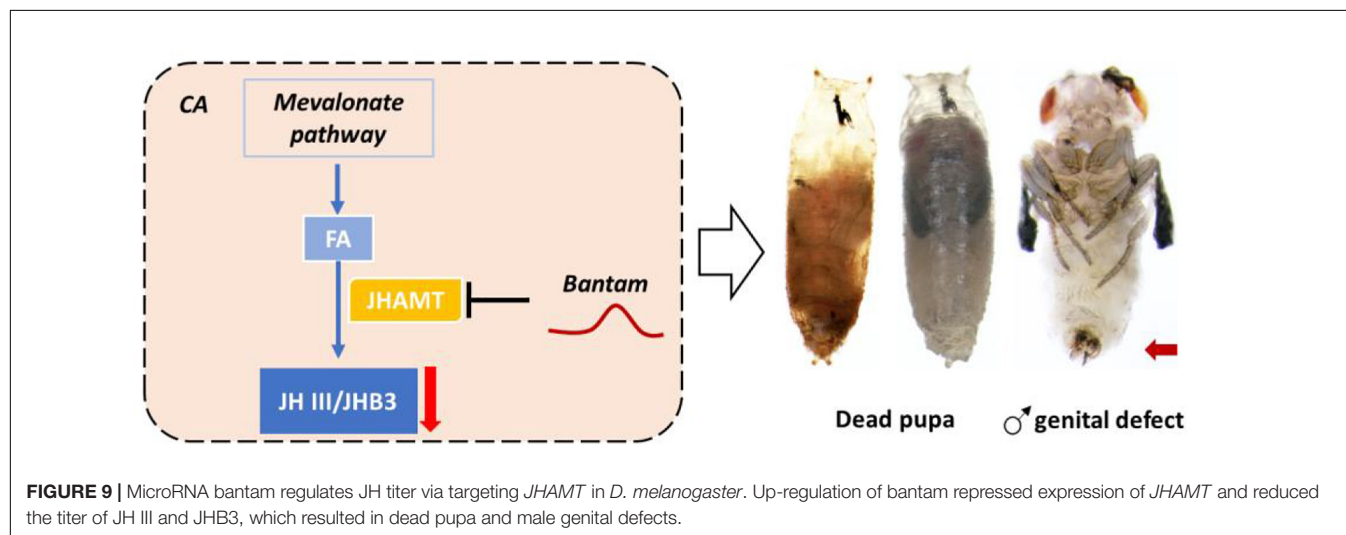 CA
Mevalonate
pathway
FA
JHAMT
Bantam
JH III/JHB3
Dead pupa
♂ genital defect
FIGURE 9 | MicroRNA bantam regulates JH titer via targeting JHAMT in D. melanogaster. Up-regulation of bantam repressed expression of JHAMT and reduced
the titer of JH III and JHB3, which resulted in dead pupa and male genital defects.